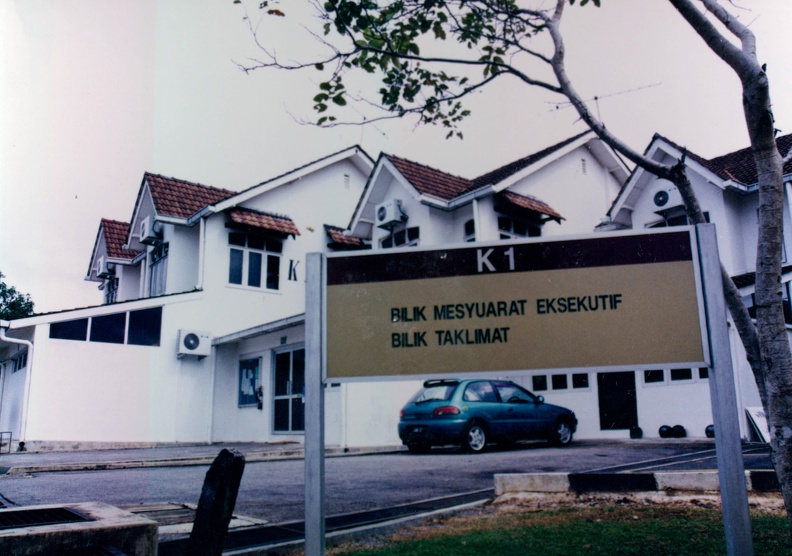 K1
BILIK MESYUARAT EKSEKUTIF
BILIK TAKLIMAT
K